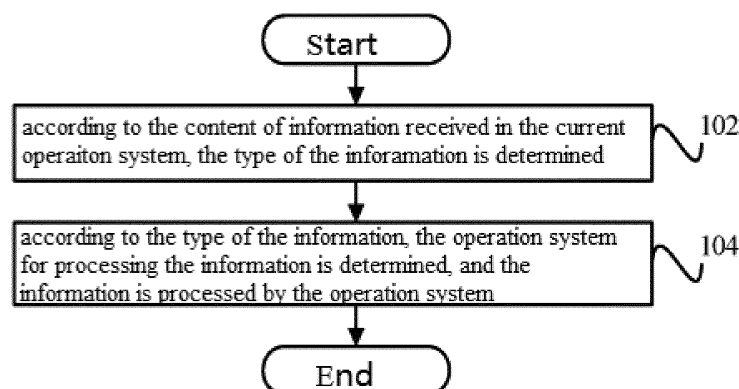 Start
according to the content of information received in the current
operaiton system, the type of the inforamation is determined
102
according to the type of the information, the operation system
for processing the information is determined, and the
information is processed by the operation system
104
End